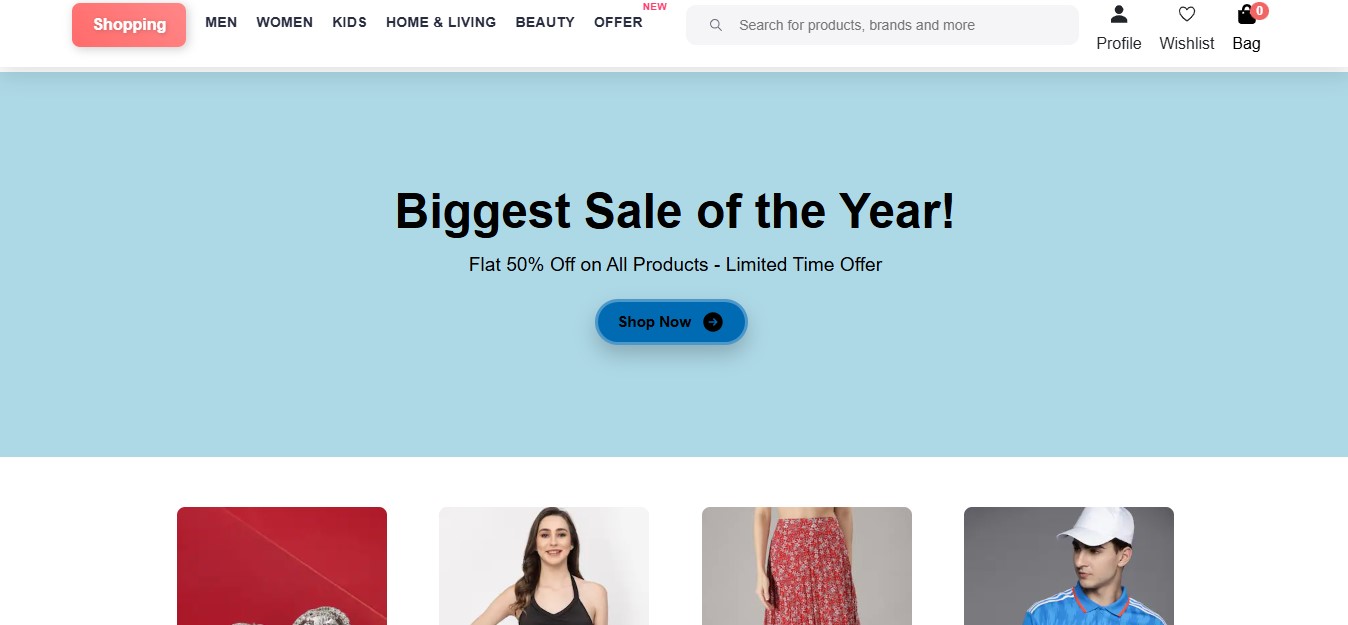 Shopping
MEN WOMEN KIDS HOME & LIVING BEAUTY OFFER NEW
Search for products, brands and more
Profile Wishlist Bag 0
Biggest Sale of the Year!
Flat 50% Off on All Products - Limited Time Offer
Shop Now